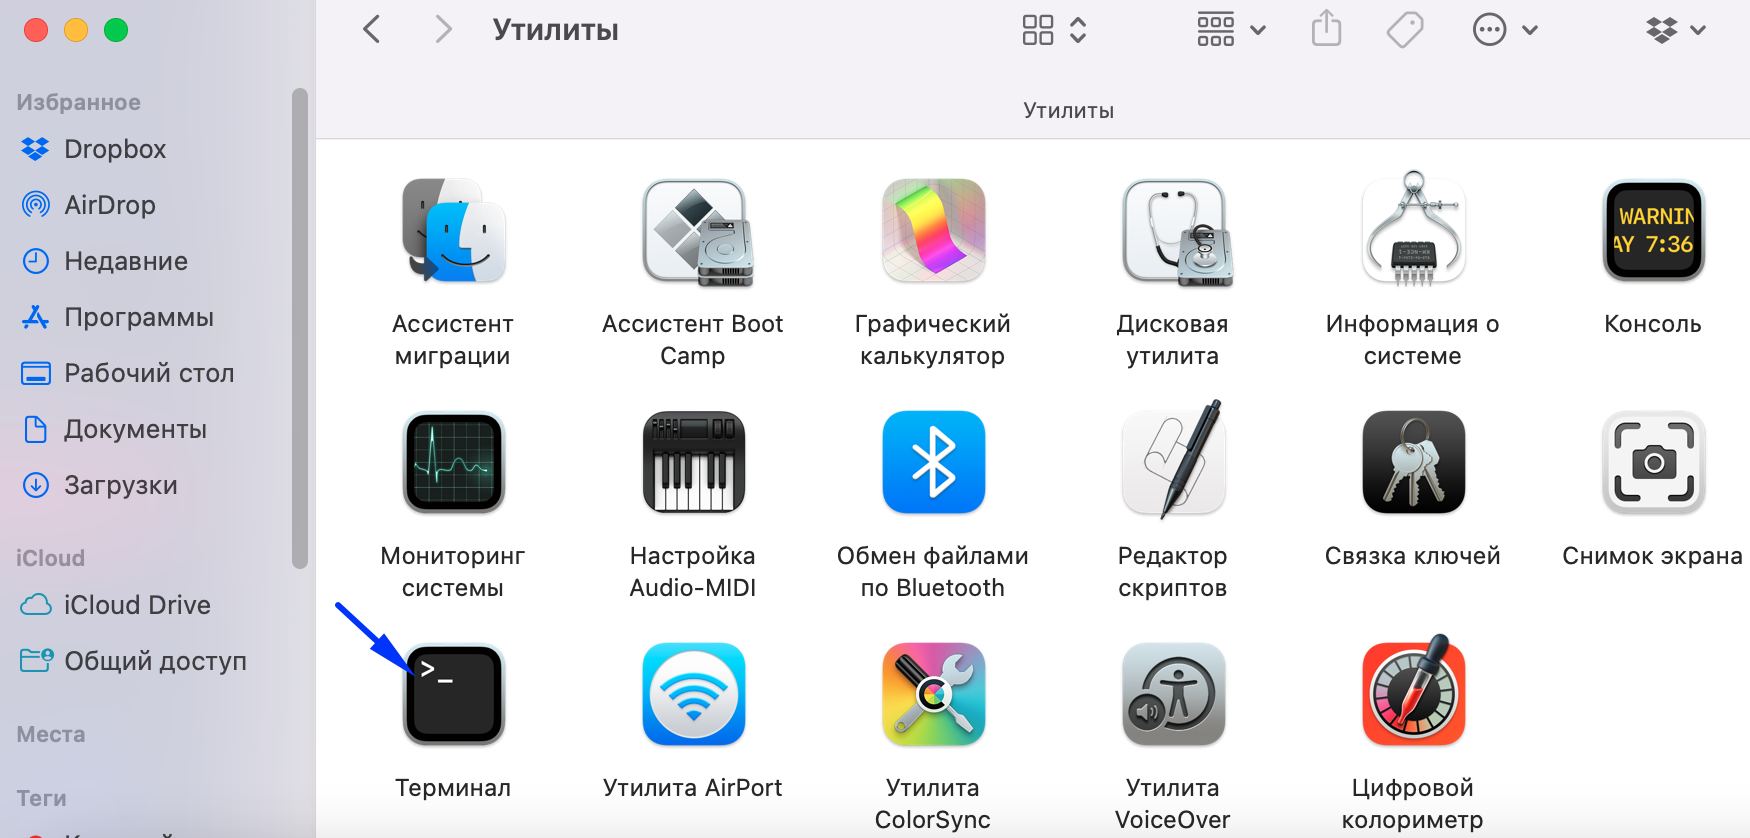 Утилиты
Утилиты
Избранное
Dropbox
AirDrop
Недавние
Программы
Рабочий стол
Документы
Загрузки
iCloud
iCloud Drive
Общий доступ
Места
Теги
WARNIN
AY 7:36
Ассистент
миграции
Ассистент Boot
Camp
Графический
калькулятор
Дисковая
утилита
Информация о
системе
Консоль
Мониторинг
системы
Настройка
Audio-MIDI
Обмен файлами
по Bluetooth
Редактор
скриптов
Связка ключей
Снимок экрана
>_
Терминал
Утилита AirPort
Утилита
ColorSync
Утилита
VoiceOver
Цифровой
колориметр